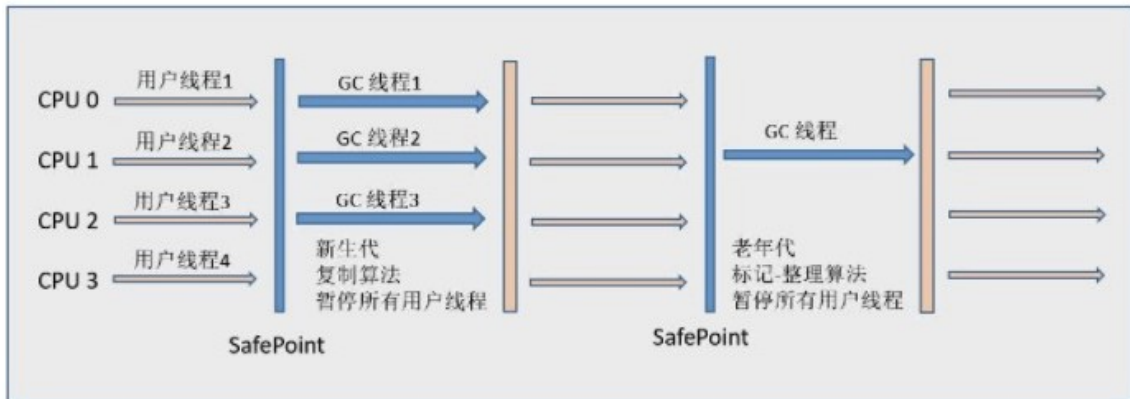 CPU 0
用户线程1
GC 线程1
CPU 1
用户线程2
GC 线程2
GC 线程
CPU 2
用户线程3
GC 线程3
CPU 3
用户线程4
新生代
复制算法
暂停所有用户线程
老年代
标记-整理算法
暂停所有用户线程
SafePoint
SafePoint